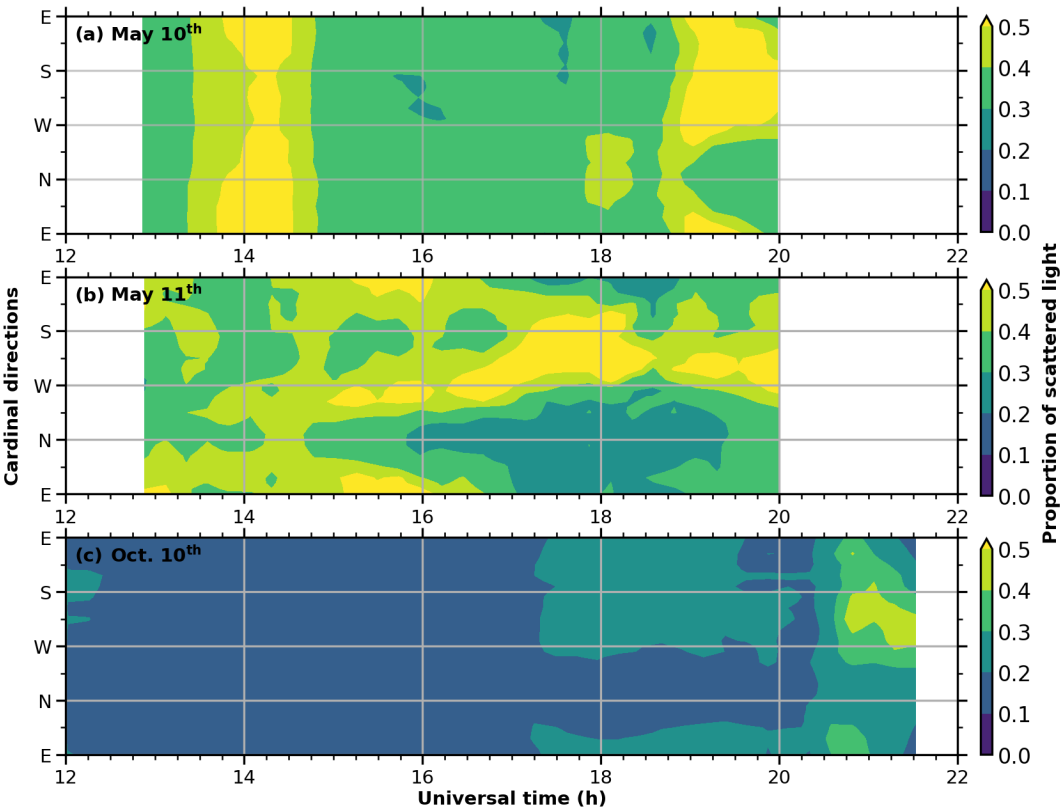 (a) May 10th
E
S
W
N
E
12 14 16 18 20 22
0.5
0.4
0.3
0.2
0.1
0.0
(b) May 11th
E
S
W
N
E
12 14 16 18 20 22
0.5
0.4
0.3
0.2
0.1
0.0
(c) Oct. 10th
E
S
W
N
E
12 14 16 18 20 22
0.5
0.4
0.3
0.2
0.1
0.0
Cardinal directions
Proportion of scattered light
Universal time (h)